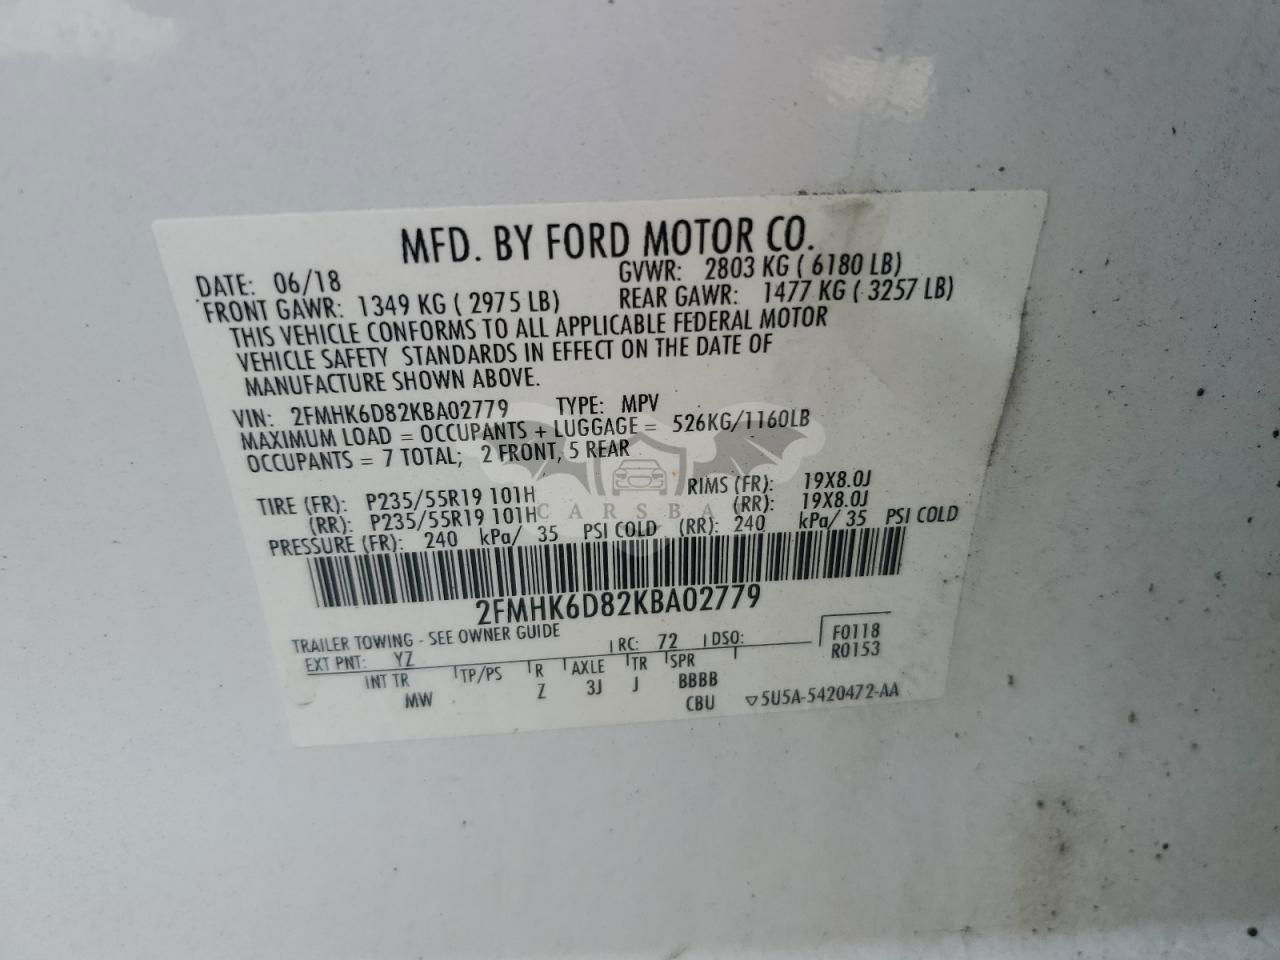 MFD. BY FORD MOTOR CO.
DATE: 06/18 GVWR: 2803 KG ( 6180 LB)
FRONT GAWR: 1349 KG ( 2975 LB) REAR GAWR: 1477 KG ( 3257 LB)
THIS VEHICLE CONFORMS TO ALL APPLICABLE FEDERAL MOTOR
VEHICLE SAFETY STANDARDS IN EFFECT ON THE DATE OF
MANUFACTURE SHOWN ABOVE.
VIN: 2FMHK6D82KBA02779 TYPE: MPV
MAXIMUM LOAD = OCCUPANTS + LUGGAGE = 526KG/1160LB
OCCUPANTS = 7 TOTAL; 2 FRONT, 5 REAR
TIRE (FR): P235/55R19 101H RIMS (FR): 19X8.0J
(RR): P235/55R19 101H (RR): 19X8.0J
CARSBAT
PRESSURE (FR): 240 kPa/ 35 PSI COLD (RR): 240 kPa/ 35 PSI COLD
2FMHK6D82KBA02779
TRAILER TOWING - SEE OWNER GUIDE RC: 72 DSO: F0118
EXT PNT: YZ R0153
INT TR TP/PS R AXLE TR SPR
MW Z 3J J BBBB
CBU ▽5U5A-5420472-AA